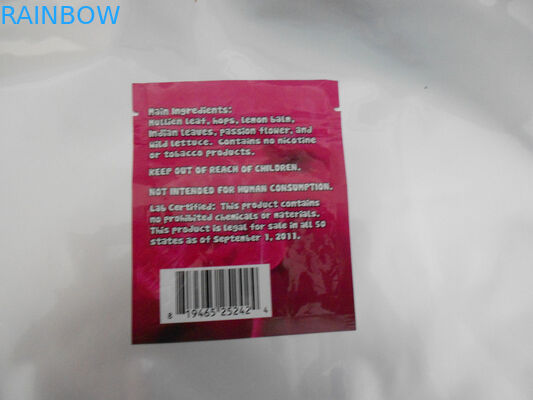 RAINBOW
Main Ingredients:
Mullien leaf, hops, lemon balm,
Indian leaves, passion flower, and
wild lettuce. Contains no nicotine
or tobacco products.
KEEP OUT OF REACH OF CHILDREN.
NOT INTENDED FOR HUMAN CONSUMPTION.
Lab Certified: This product contains
no prohibited chemicals or materials.
This product is legal for sale in all 50
states as of September 1, 2011.
8 19465 25242 4